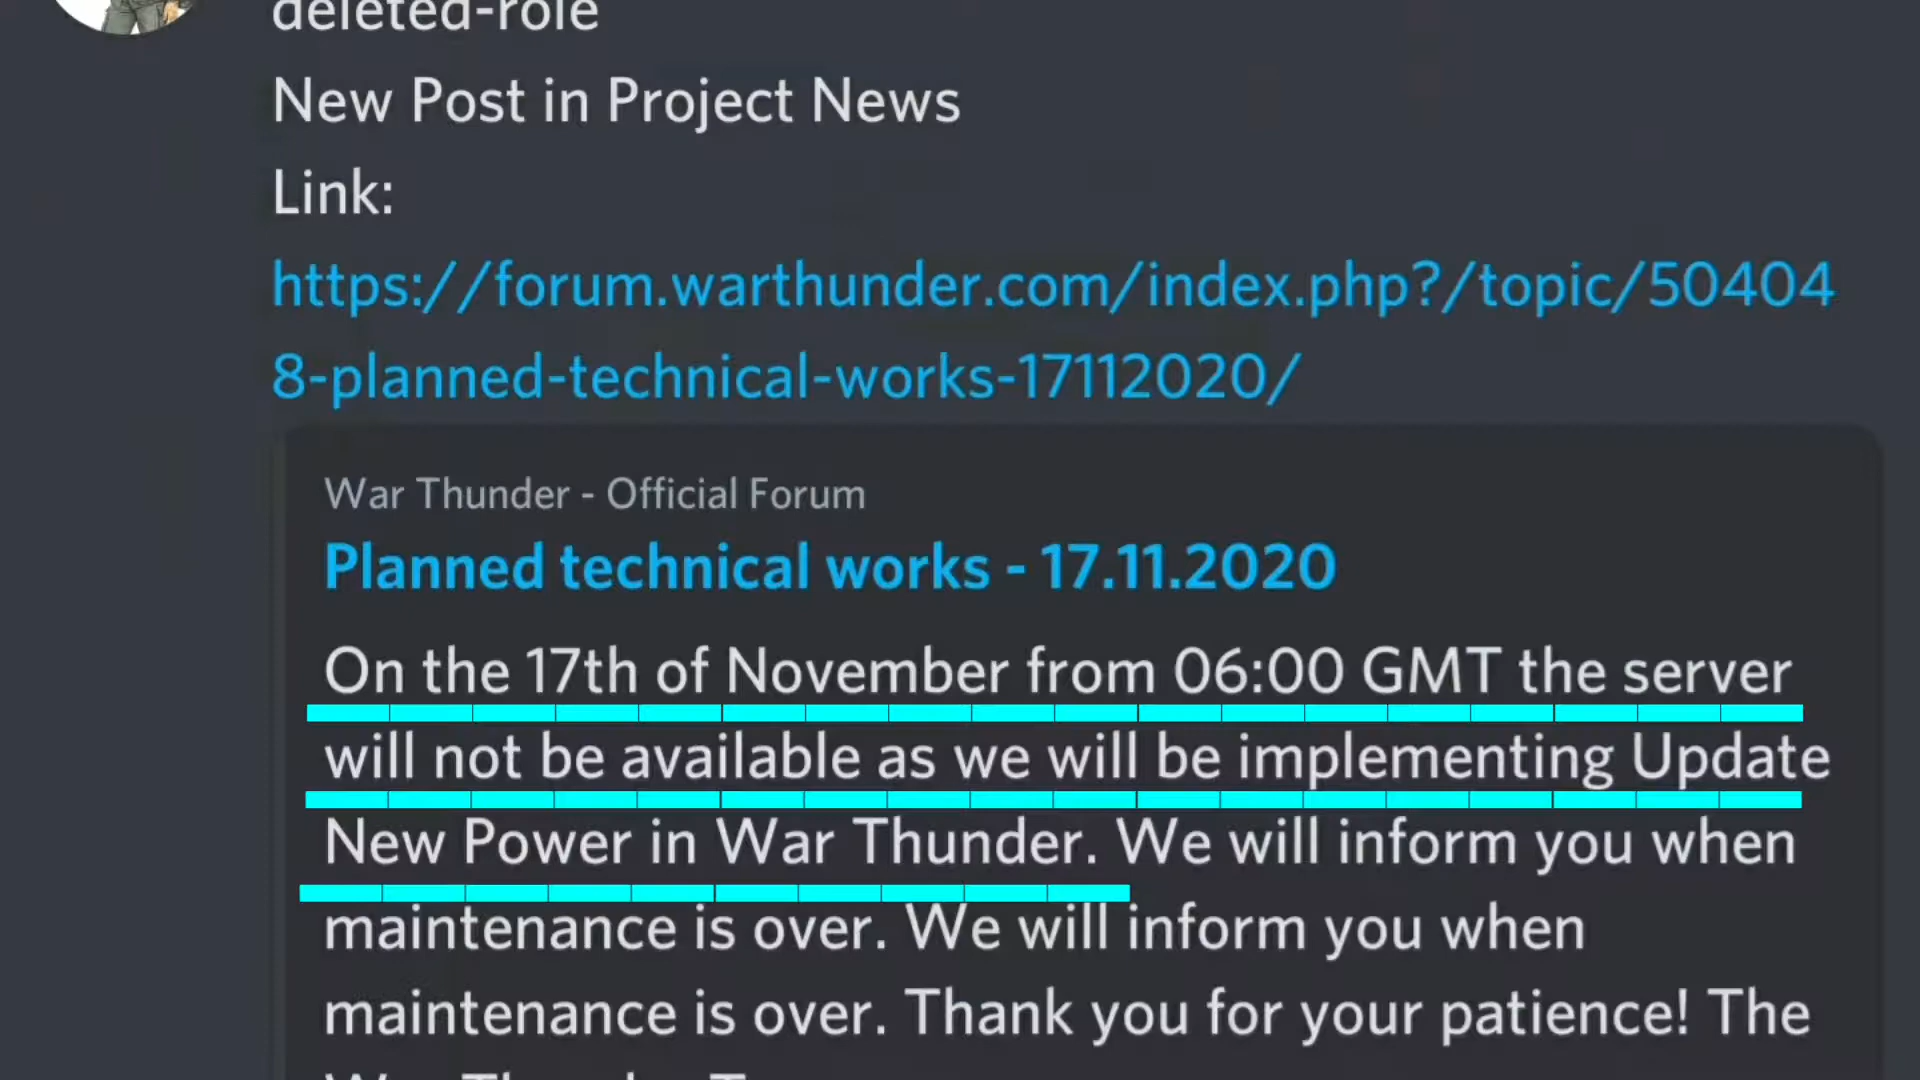 deleted-role
New Post in Project News
Link:
https://forum.warthunder.com/index.php?/topic/50404
8-planned-technical-works-17112020/
War Thunder - Official Forum
Planned technical works - 17.11.2020
On the 17th of November from 06:00 GMT the server
will not be available as we will be implementing Update
New Power in War Thunder. We will inform you when
maintenance is over. We will inform you when
maintenance is over. Thank you for your patience! The